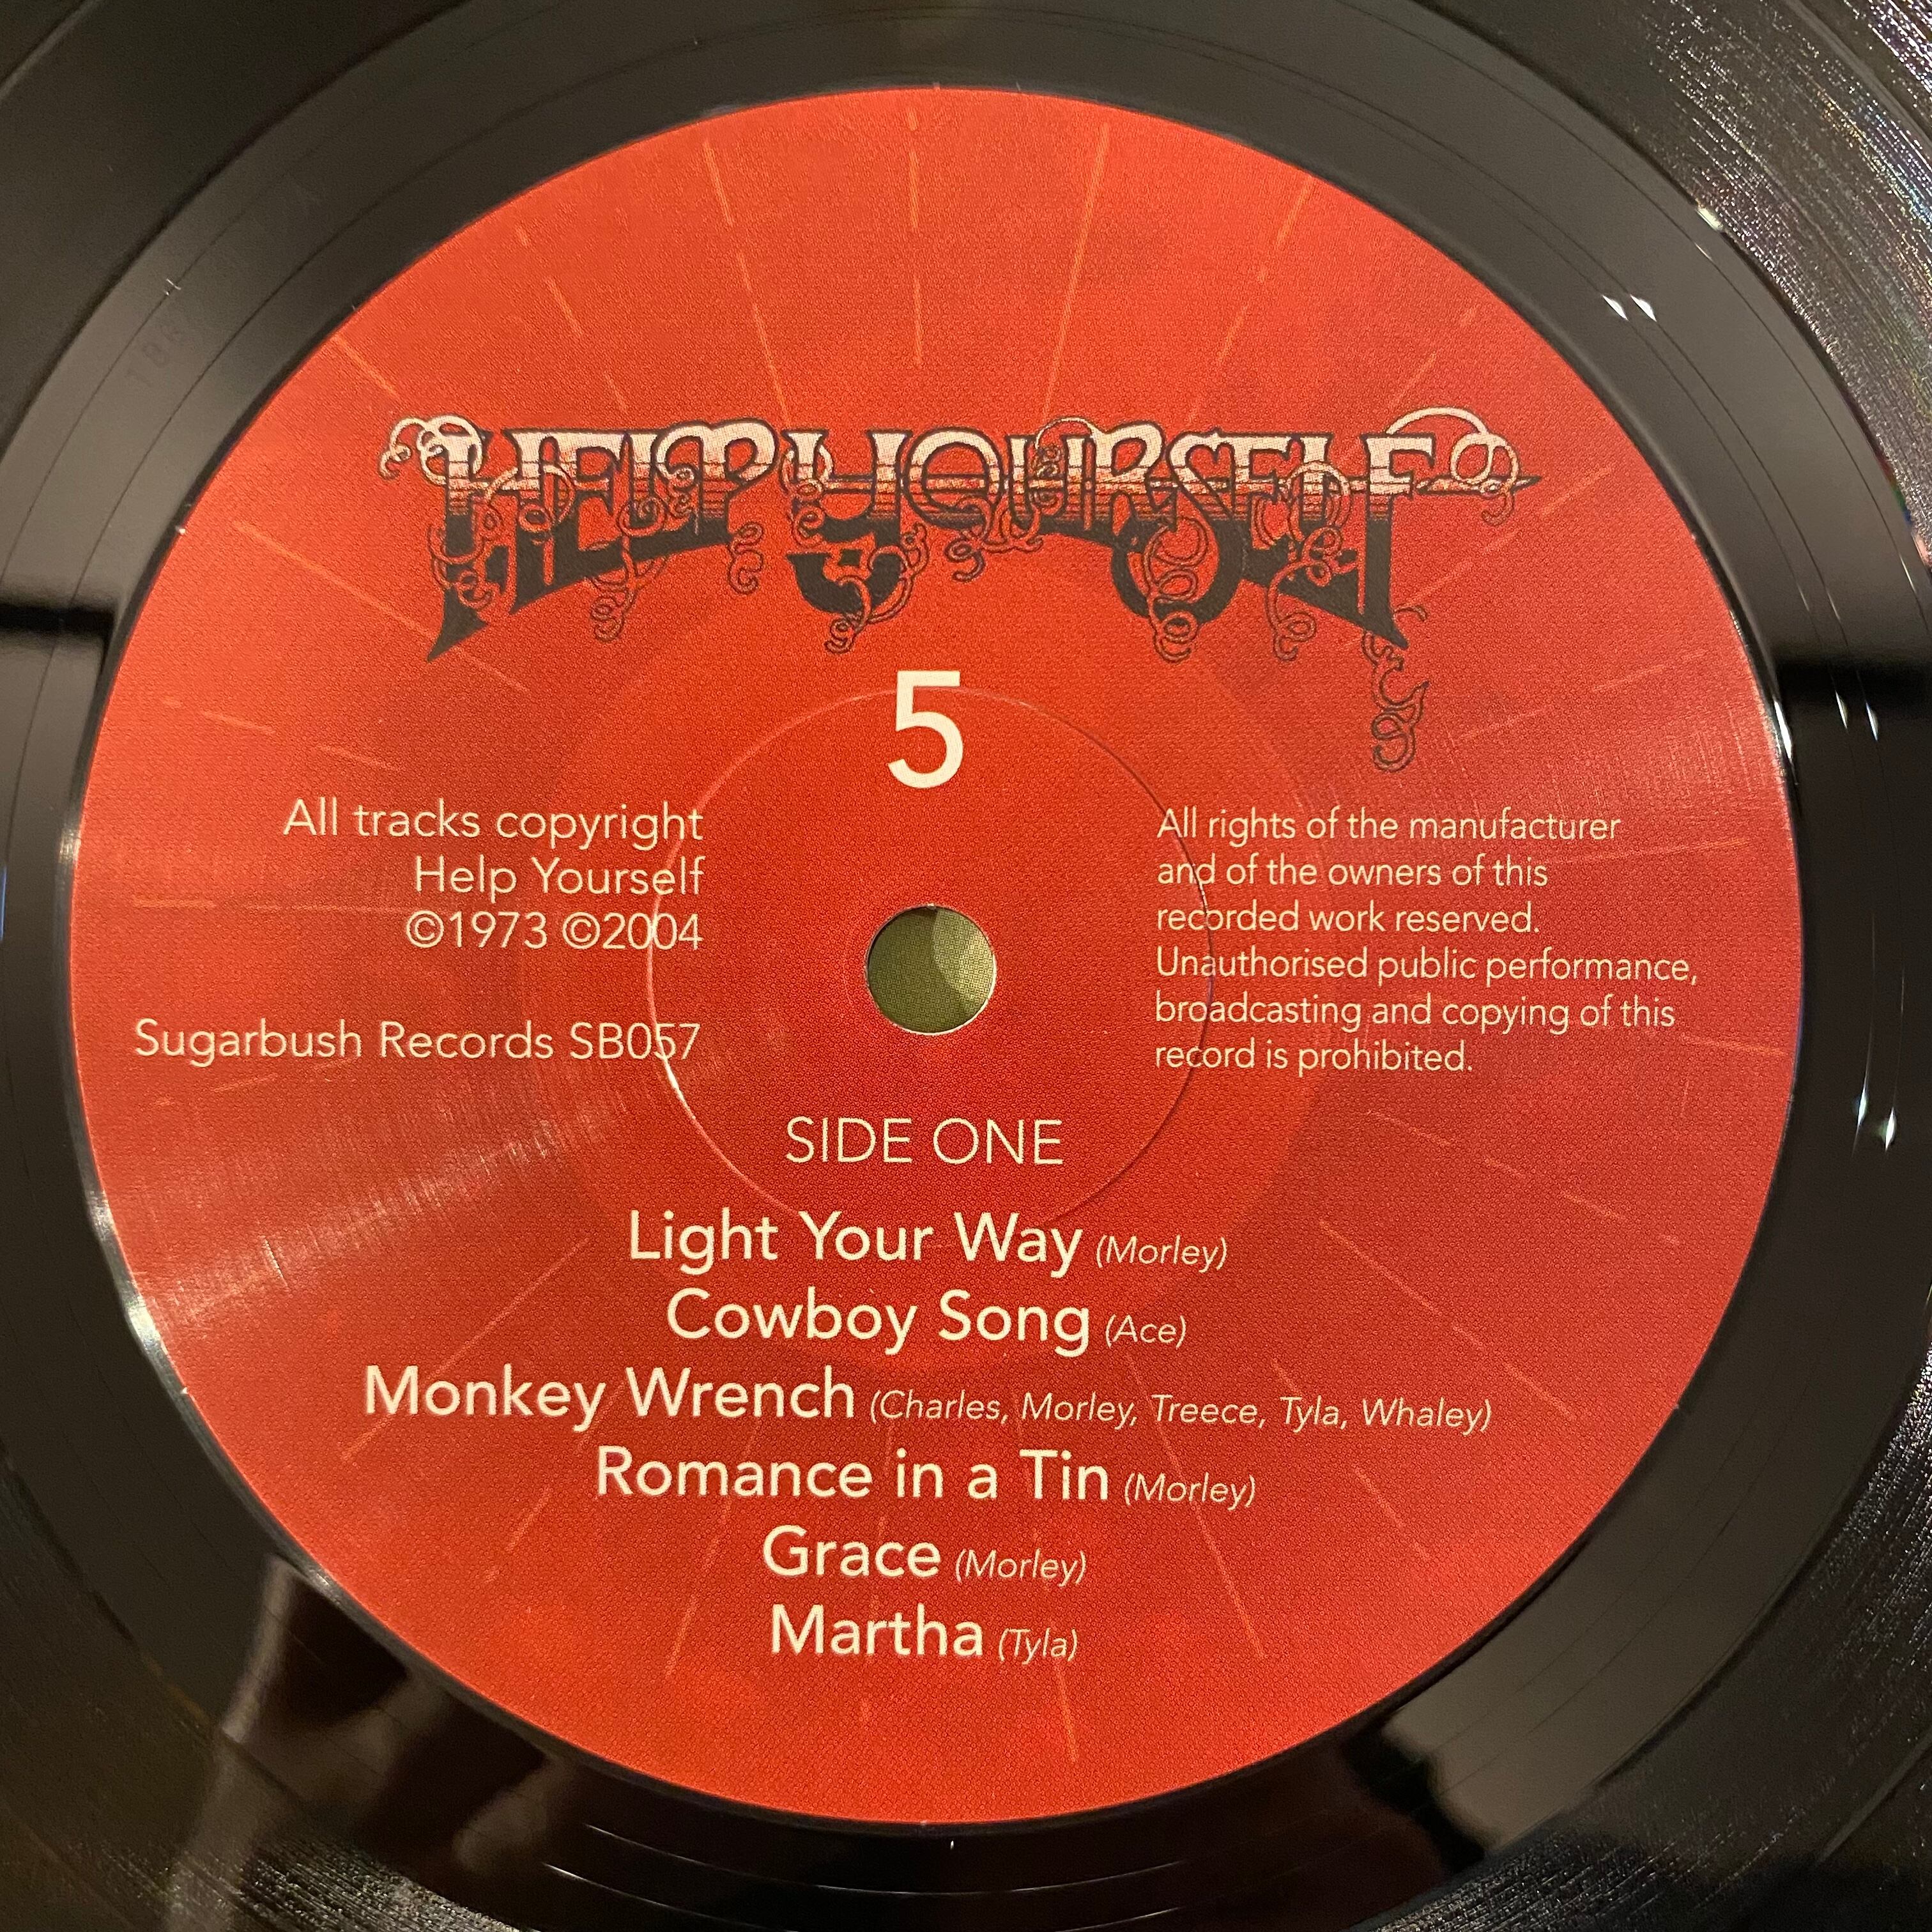 HELP YOURSELF
5
All tracks copyright
Help Yourself
©1973 ©2004
Sugarbush Records SB057
All rights of the manufacturer
and of the owners of this
recorded work reserved.
Unauthorised public performance,
broadcasting and copying of this
record is prohibited.
SIDE ONE
Light Your Way (Morley)
Cowboy Song (Ace)
Monkey Wrench (Charles, Morley, Treece, Tyla, Whaley)
Romance in a Tin (Morley)
Grace (Morley)
Martha (Tyla)